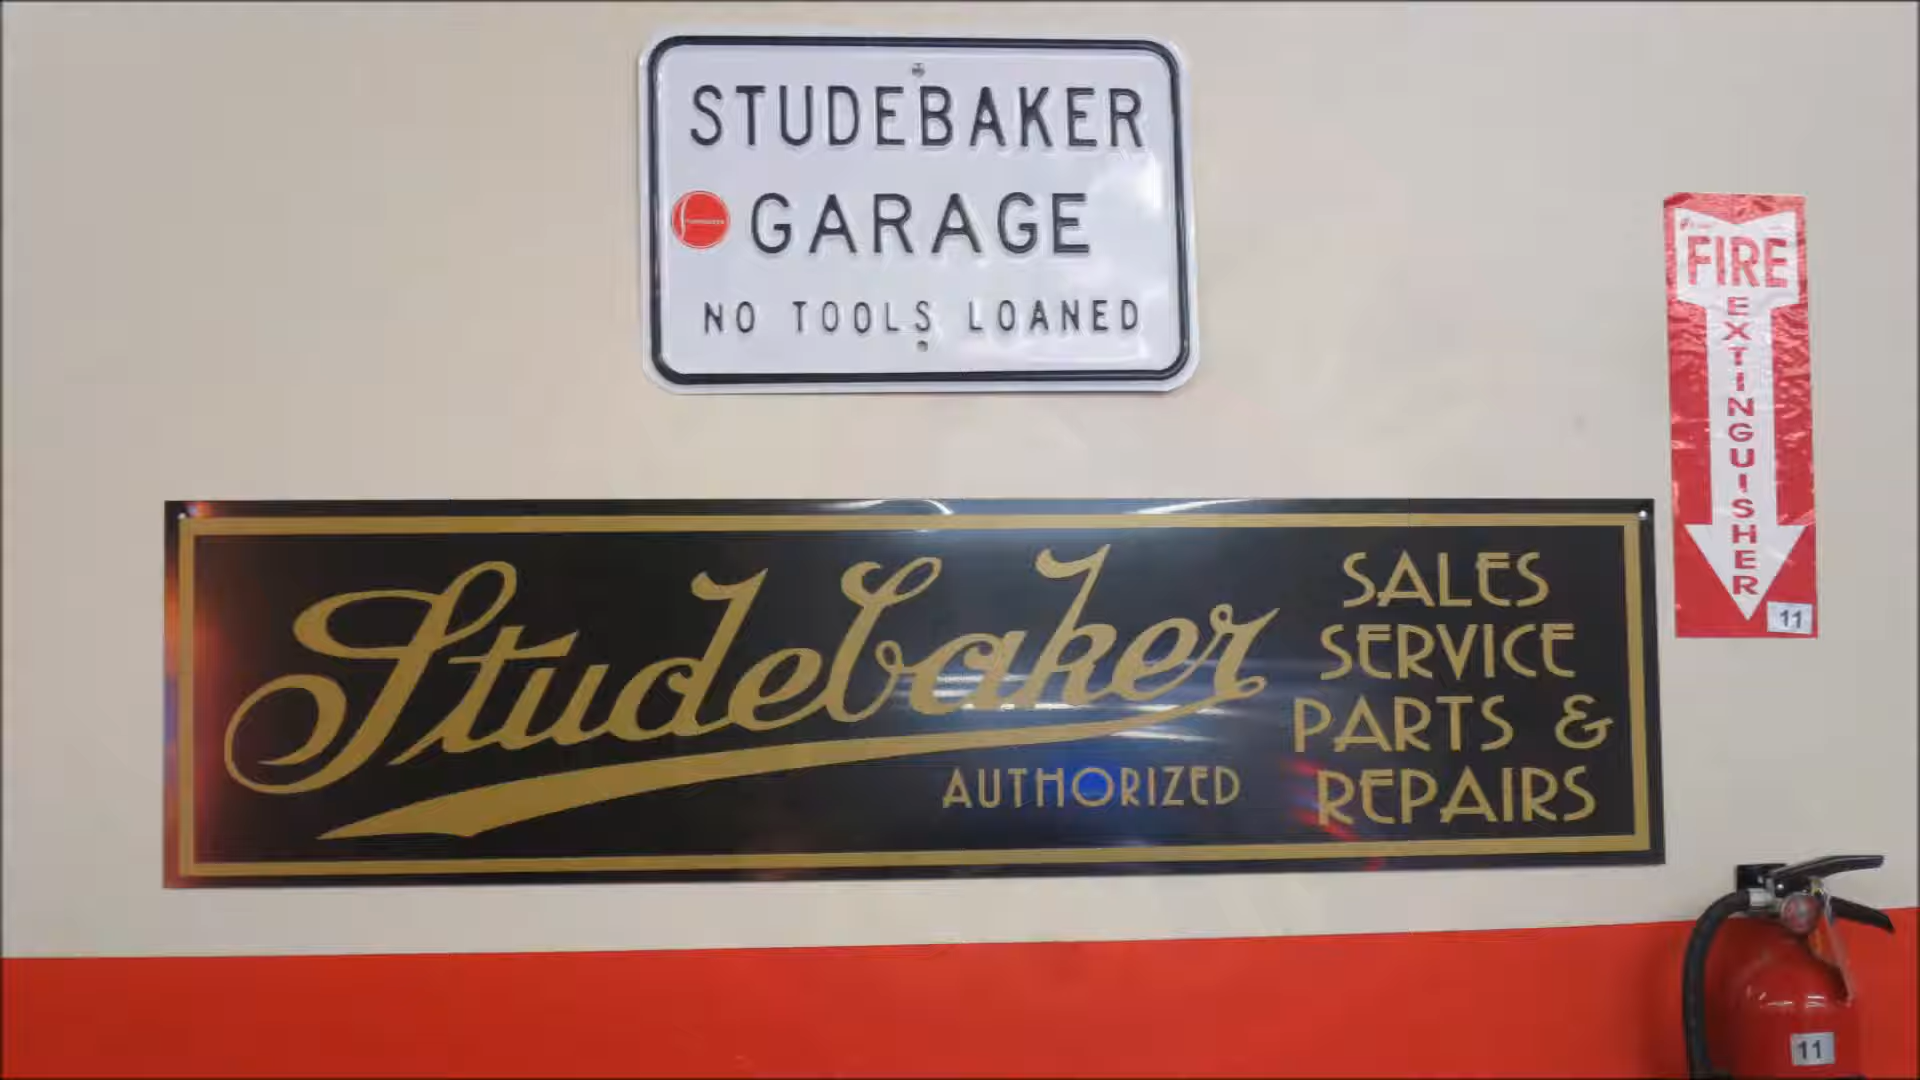 STUDEBAKER
GARAGE
NO TOOLS LOANED
FIRE
EXTINGUISHER
11
Studebaker
AUTHORIZED
SALES
SERVICE
PARTS &
REPAIRS
11